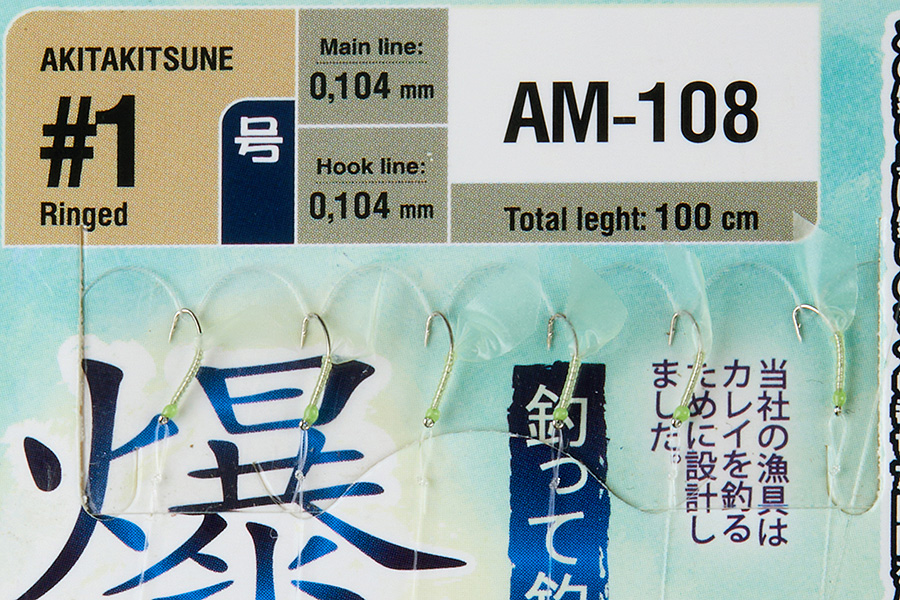 AKITAKITSUNE
#1
Ringed
号
Main line:
0,104 mm
Hook line:
0,104 mm
AM-108
Total leght: 100 cm
爆
釣って釣
当社の漁具は
カレイを釣る
ために設計し
ました。